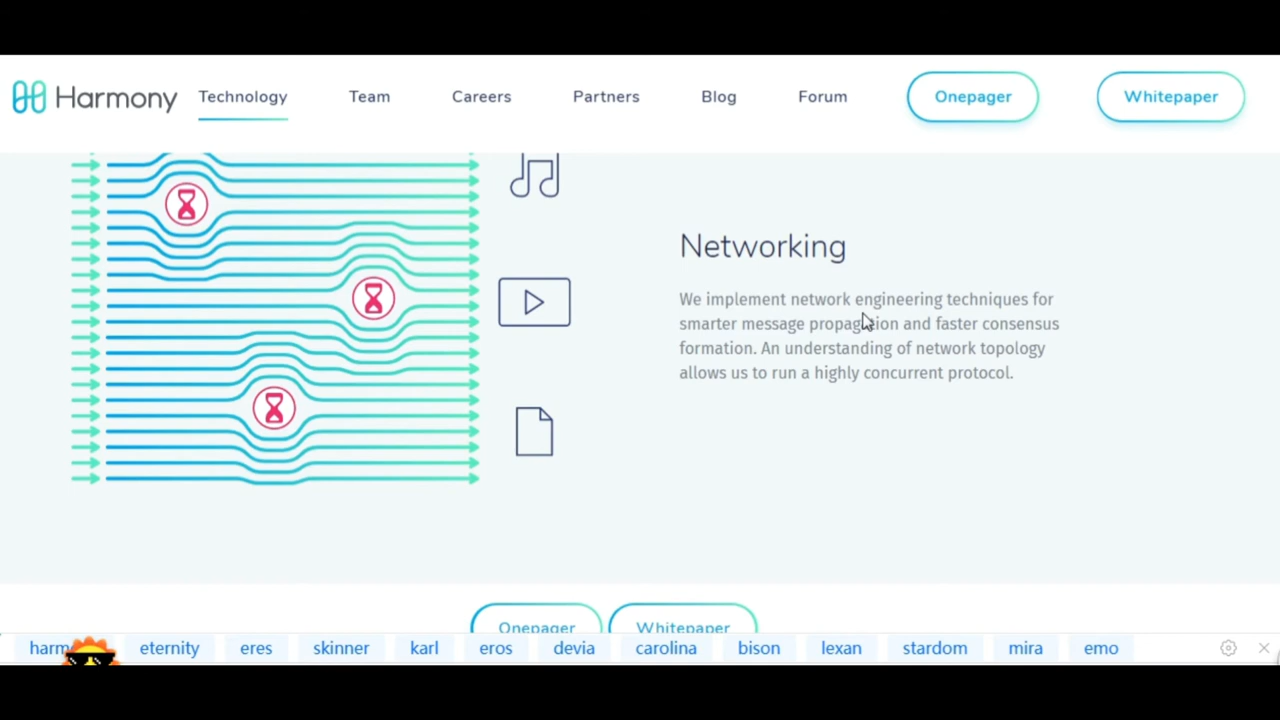 Harmony Technology Team Careers Partners Blog Forum Onepager Whitepaper
Networking
We implement network engineering techniques for
smarter message propagation and faster consensus
formation. An understanding of network topology
allows us to run a highly concurrent protocol.
Onepager Whitepaper
harm eternity eres skinner karl eros devia carolina bison lexan stardom mira emo